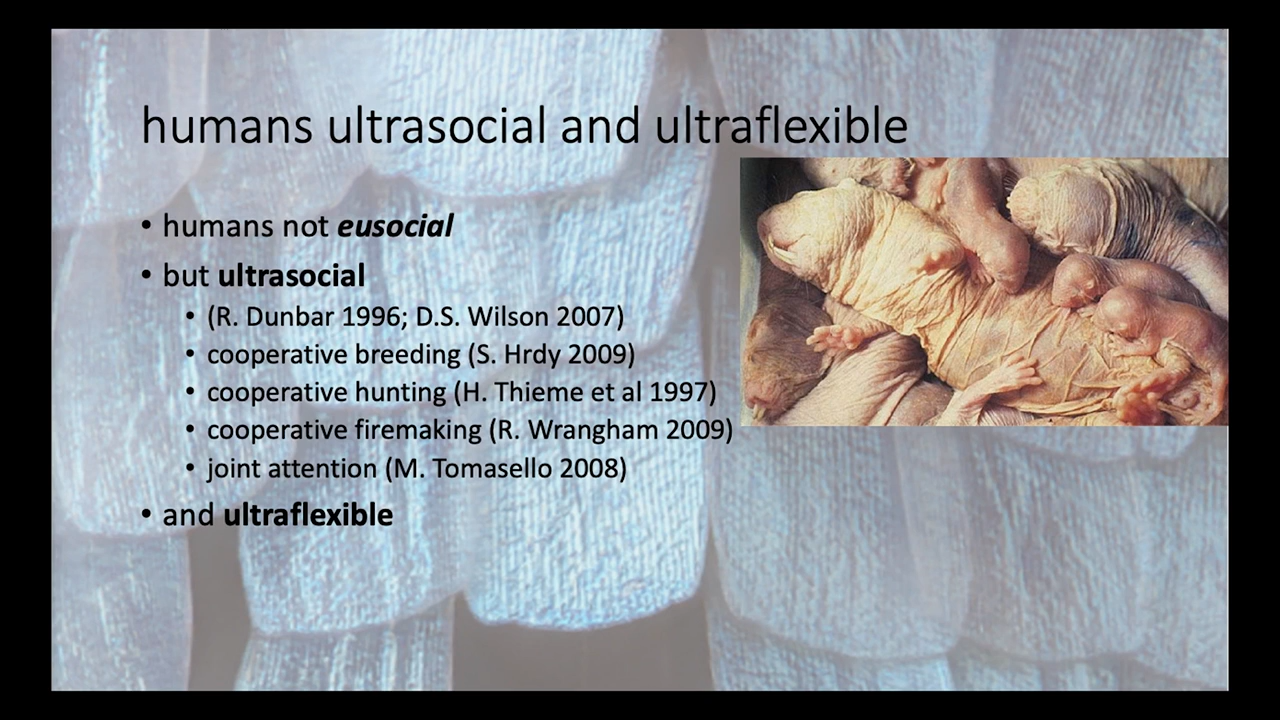 humans ultrasocial and ultraflexible
• humans not eusocial
• but ultrasocial
• (R. Dunbar 1996; D.S. Wilson 2007)
• cooperative breeding (S. Hrdy 2009)
• cooperative hunting (H. Thieme et al 1997)
• cooperative firemaking (R. Wrangham 2009)
• joint attention (M. Tomasello 2008)
• and ultraflexible